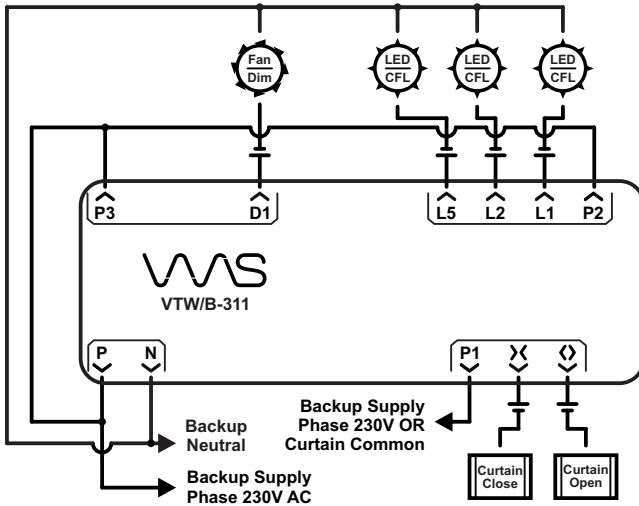 Fan
Dim
LED
CFL
LED
CFL
LED
CFL
P3
D1
L5
L2
L1
P2
VTW/B-311
P
N
P1
Backup
Neutral
Backup Supply
Phase 230V AC
Backup Supply
Phase 230V OR
Curtain Common
Curtain
Close
Curtain
Open